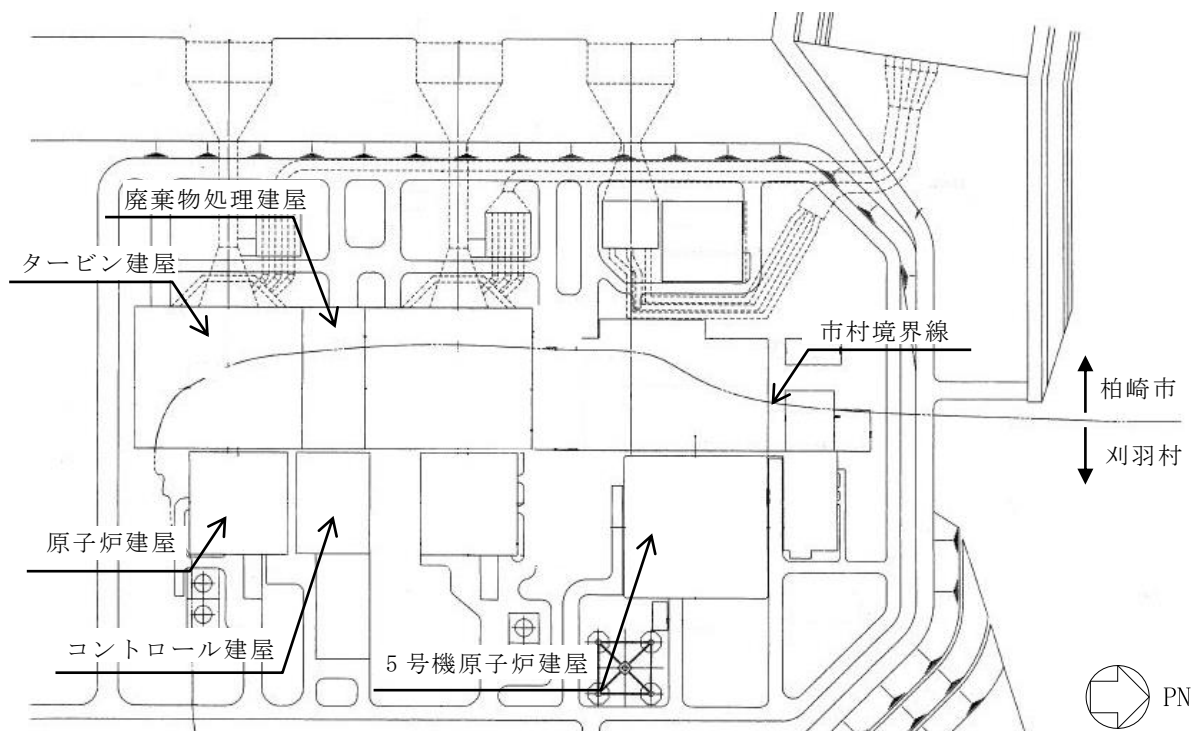 廃棄物処理建屋
タービン建屋
市村境界線
柏崎市
刈羽村
原子炉建屋
コントロール建屋
5号機原子炉建屋
PN